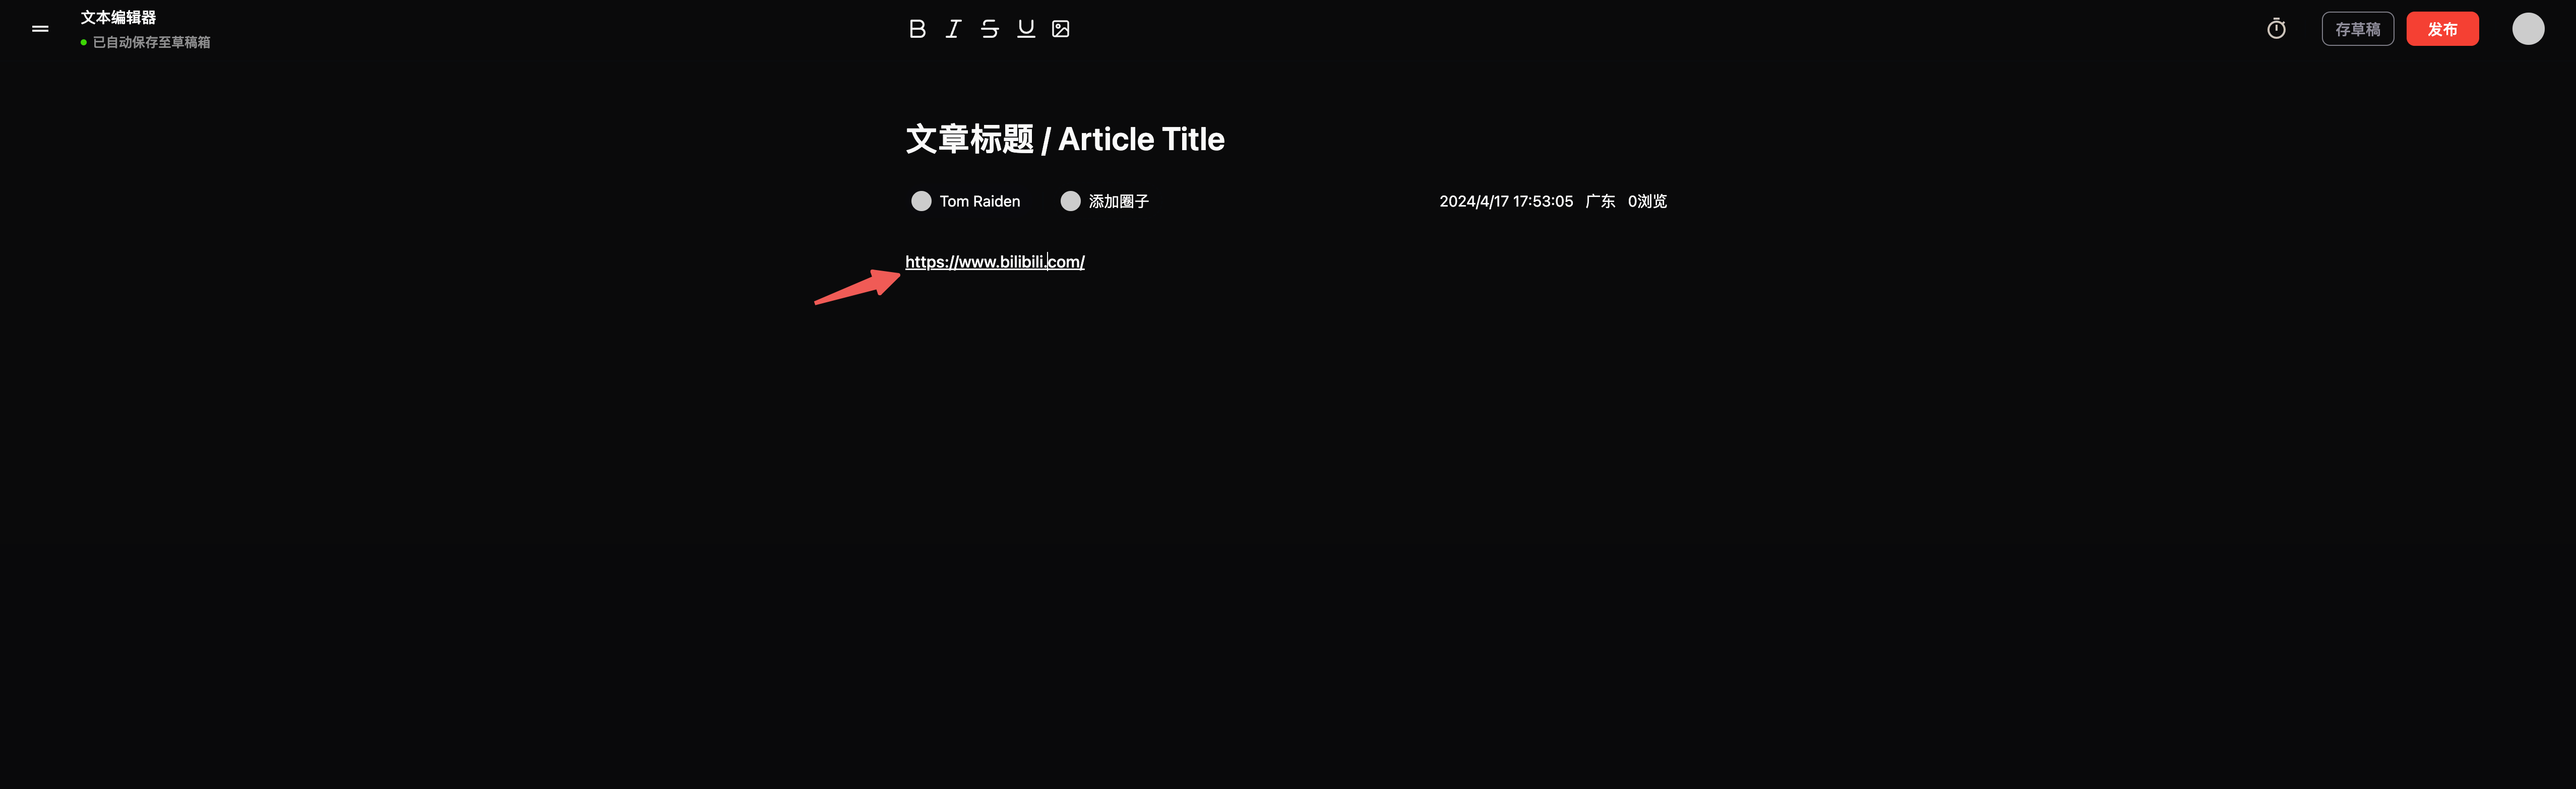 文本编辑器
已自动保存至草稿箱
B I S U
存草稿 发布
文章标题 / Article Title
Tom Raiden 添加圈子 2024/4/17 17:53:05 广东 0浏览
https://www.bilibili.com/